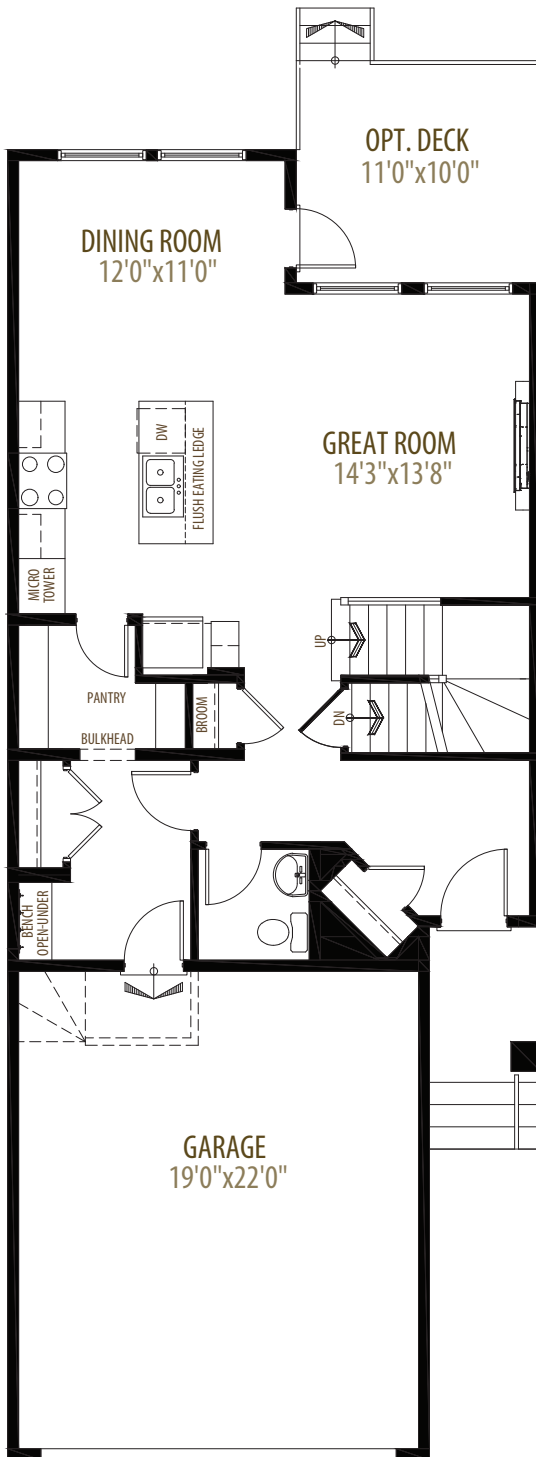 OPT. DECK
11'0"x10'0"
DINING ROOM
12'0"x11'0"
DW
FLUSH EATING LEDGE
GREAT ROOM
14'3"x13'8"
MICRO
TOWER
UP
PANTRY
BROOM
DN
BULKHEAD
BENCH
OPEN-UNDER
GARAGE
19'0"x22'0"